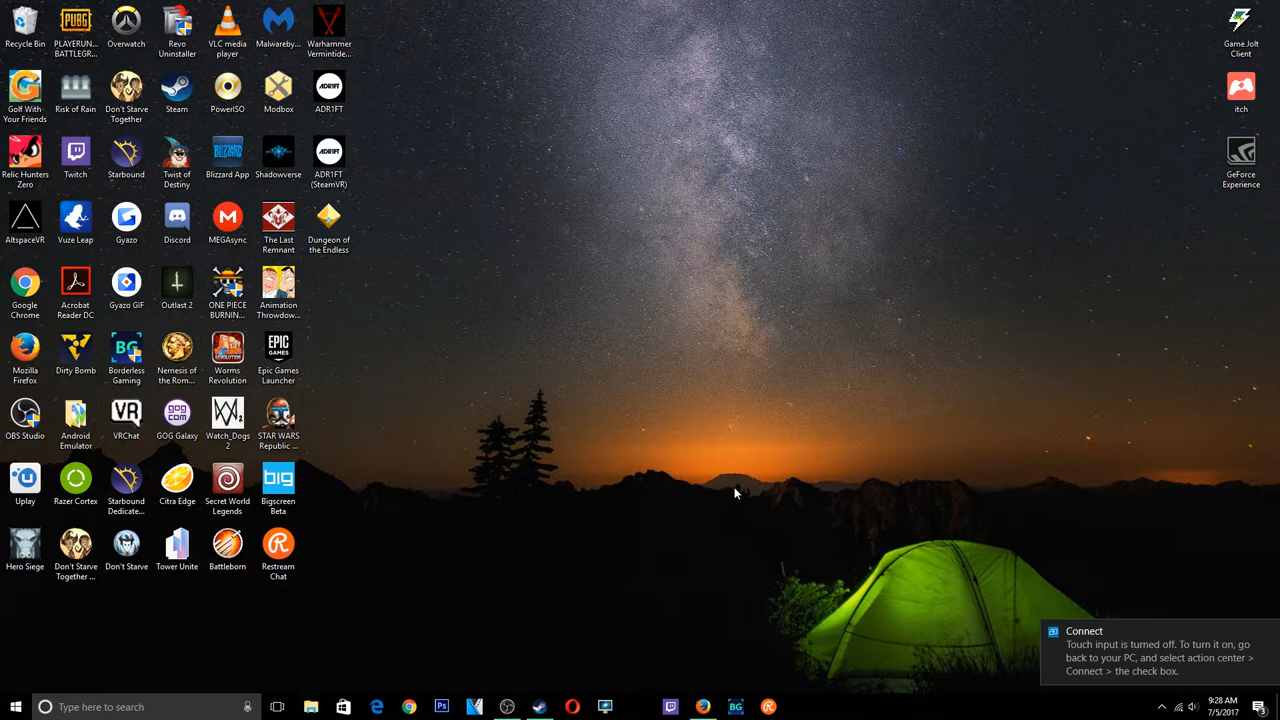 Recycle Bin
PLAYERUN...
BATTLEGR...
Overwatch
Revo
Uninstaller
VLC media
player
Malwareby...
Warhammer
Vermintide...
Game Jolt
Client
Golf With
Your Friends
Risk of Rain
Don't Starve
Together
Steam
PowerISO
Modbox
ADR1FT
itch
Relic Hunters
Zero
Twitch
Starbound
Twist of
Destiny
Blizzard App
Shadowverse
ADR1FT
(SteamVR)
GeForce
Experience
AltspaceVR
Vuze Leap
Gyazo
Discord
MEGAsync
The Last
Remnant
Dungeon of
the Endless
Google
Chrome
Acrobat
Reader DC
Gyazo GIF
Outlast 2
ONE PIECE
BURNIN...
Animation
Throwdow...
Mozilla
Firefox
Dirty Bomb
Borderless
Gaming
Nemesis of
the Rom...
Worms
Revolution
Epic Games
Launcher
OBS Studio
Android
Emulator
VRChat
GOG Galaxy
Watch_Dogs
2
STAR WARS
Republic ...
Uplay
Razer Cortex
Starbound
Dedicate...
Citra Edge
Secret World
Legends
Bigscreen
Beta
Hero Siege
Don't Starve
Together ...
Don't Starve
Tower Unite
Battleborn
Restream
Chat
Connect
Touch input is turned off. To turn it on, go
back to your PC, and select action center >
Connect > the check box.
Type here to search
9:28 AM
7/5/2017